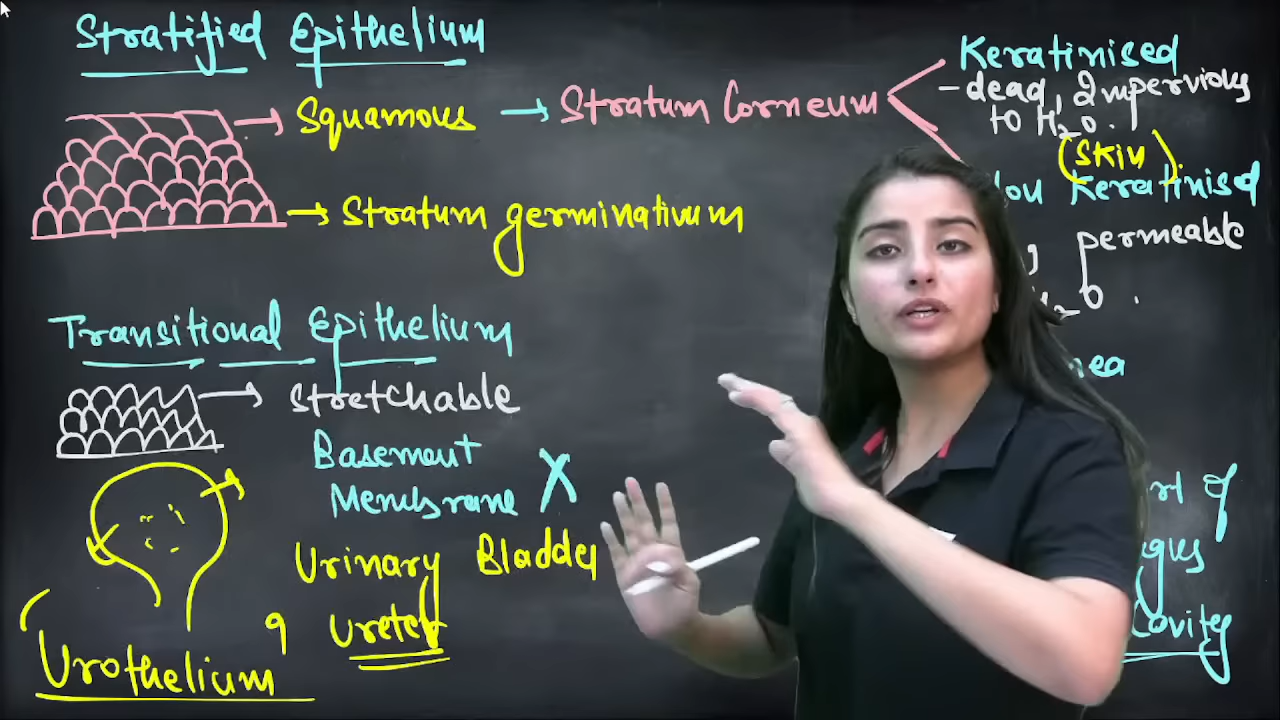 Stratified Epithelium
Squamous → Stratum Corneum
Keratinised
- dead, Impervious
to H2O.
(Skin).
Keratinised
→ Stratum germinativum
permeable
Transitional Epithelium
→ Stretchable
Basement
Membrane X
Urinary Bladder
Ureter
"Urothelium"
of